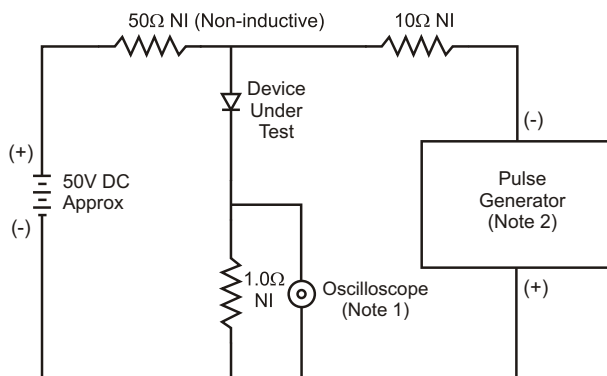 50Ω NI (Non-inductive)
10Ω NI
Device
Under
Test
(+)
50V DC
Approx
(-)
(-)
Pulse
Generator
(Note 2)
(+)
1.0Ω
NI
Oscilloscope
(Note 1)